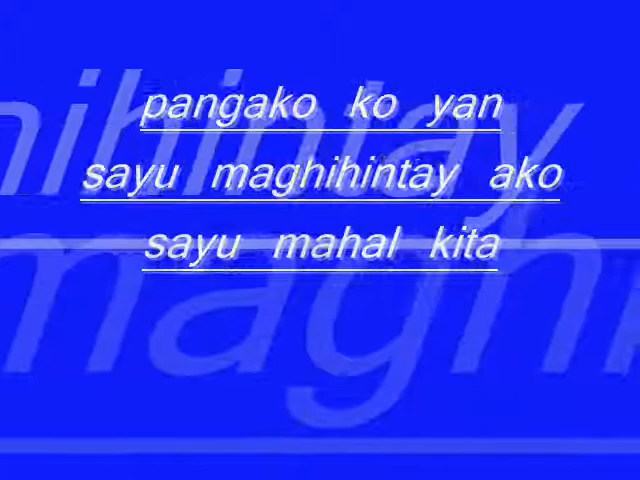 pangako ko yan
sayu maghihintay ako
sayu mahal kita